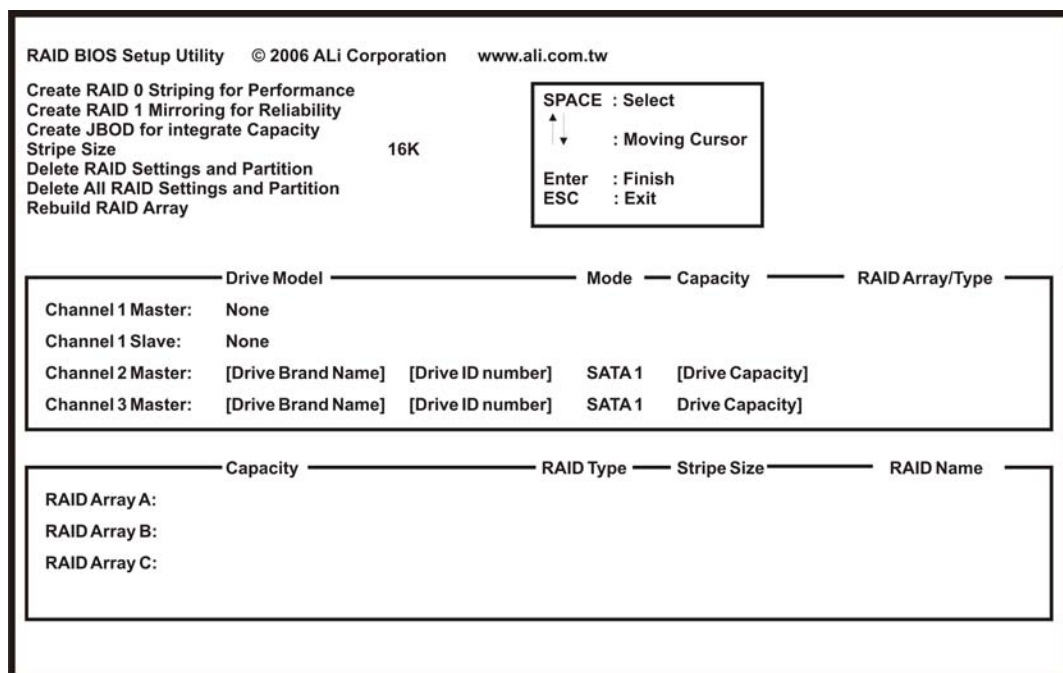 RAID BIOS Setup Utility © 2006 ALi Corporation www.ali.com.tw
Create RAID 0 Striping for Performance
Create RAID 1 Mirroring for Reliability
Create JBOD for integrate Capacity
Stripe Size 16K
Delete RAID Settings and Partition
Delete All RAID Settings and Partition
Rebuild RAID Array
SPACE : Select
: Moving Cursor
Enter : Finish
ESC : Exit
Drive Model Mode Capacity RAID Array/Type
Channel 1 Master: None
Channel 1 Slave: None
Channel 2 Master: [Drive Brand Name] [Drive ID number] SATA 1 [Drive Capacity]
Channel 3 Master: [Drive Brand Name] [Drive ID number] SATA 1 Drive Capacity]
Capacity RAID Type Stripe Size RAID Name
RAID Array A:
RAID Array B:
RAID Array C: